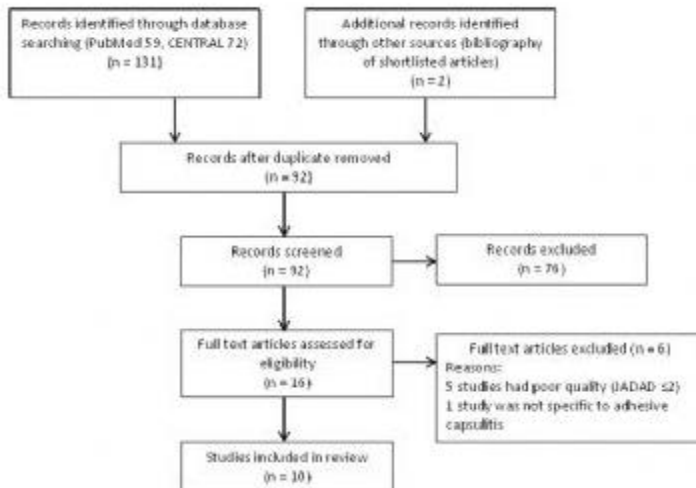 Records identified through database
searching (PubMed 59, CENTRAL 72)
(n = 131)
Additional records identified
through other sources (bibliography
of shortlisted articles)
(n = 2)
Records after duplicate removed
(n = 92)
Records screened
(n = 92)
Records excluded
(n = 76)
Full text articles assessed for
eligibility
(n = 16)
Full text articles excluded (n = 6)
Reasons:
5 studies had poor quality (JADAD ≤2)
1 study was not specific to adhesive
capsulitis
Studies included in review
(n = 10)